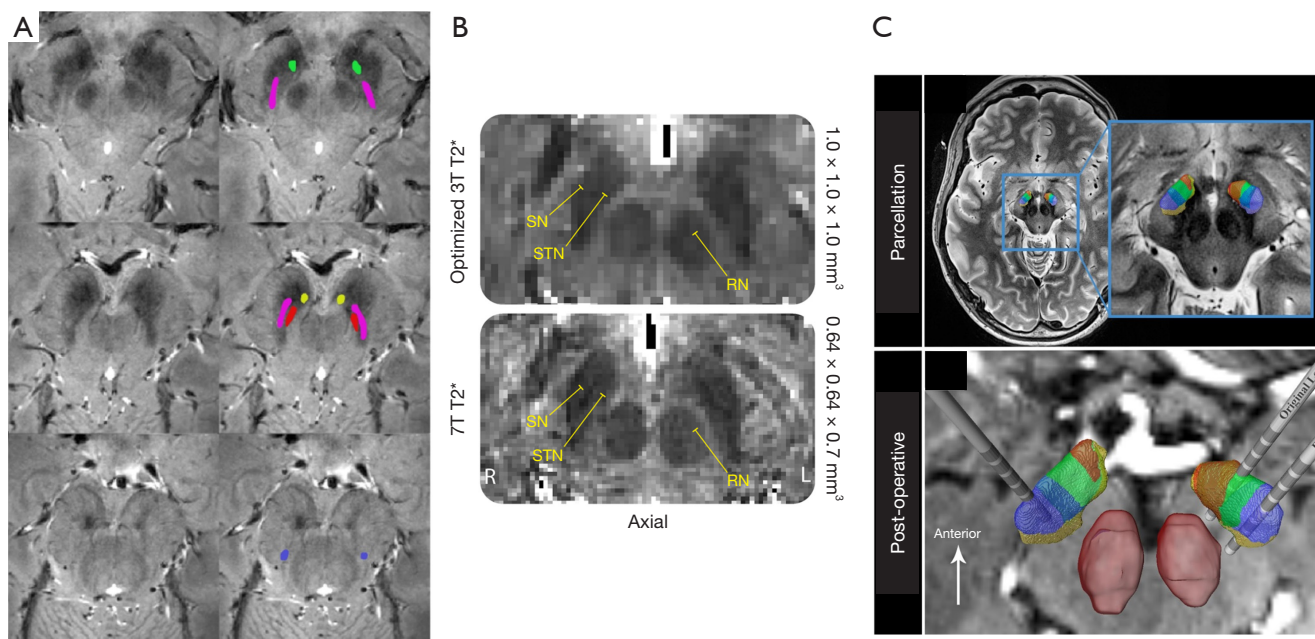 A
B
Optimized 3T T2*
SN
STN
RN
1.0 × 1.0 × 1.0 mm³
7T T2*
SN
STN
RN
R
L
0.64 × 0.64 × 0.7 mm³
Axial
C
Parcellation
Post-operative
Original
Anterior